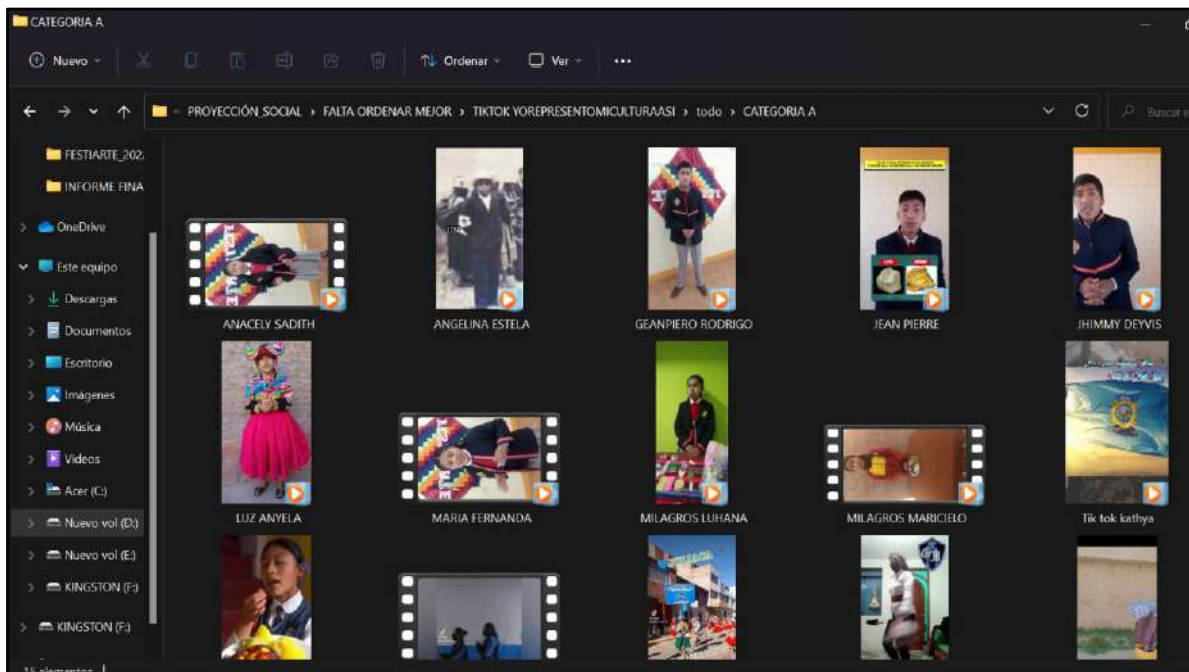 CATEGORIA A
Nuevo
Ordenar
Ver
PROYECCIÓN_SOCIAL > FALTA ORDENAR MEJOR > TIKTOK YOREPRESENTOMICULTURAASI > todo > CATEGORIA A
Buscar e
FESTIARTE_202
INFORME FINA
OneDrive
Este equipo
Descargas
Documentos
Escritorio
Imágenes
Música
Videos
Acer (C:)
Nuevo vol (D:)
Nuevo vol (E:)
KINGSTON (F:)
KINGSTON (F:)
ANACELY SADITH
ANGELINA ESTELA
GEANPIERO RODRIGO
JEAN PIERRE
JHIMMY DEYVIS
LUZ ANYELA
MARIA FERNANDA
MILAGROS LUHANA
MILAGROS MARICIELO
Tik tok kathya
15 elementos